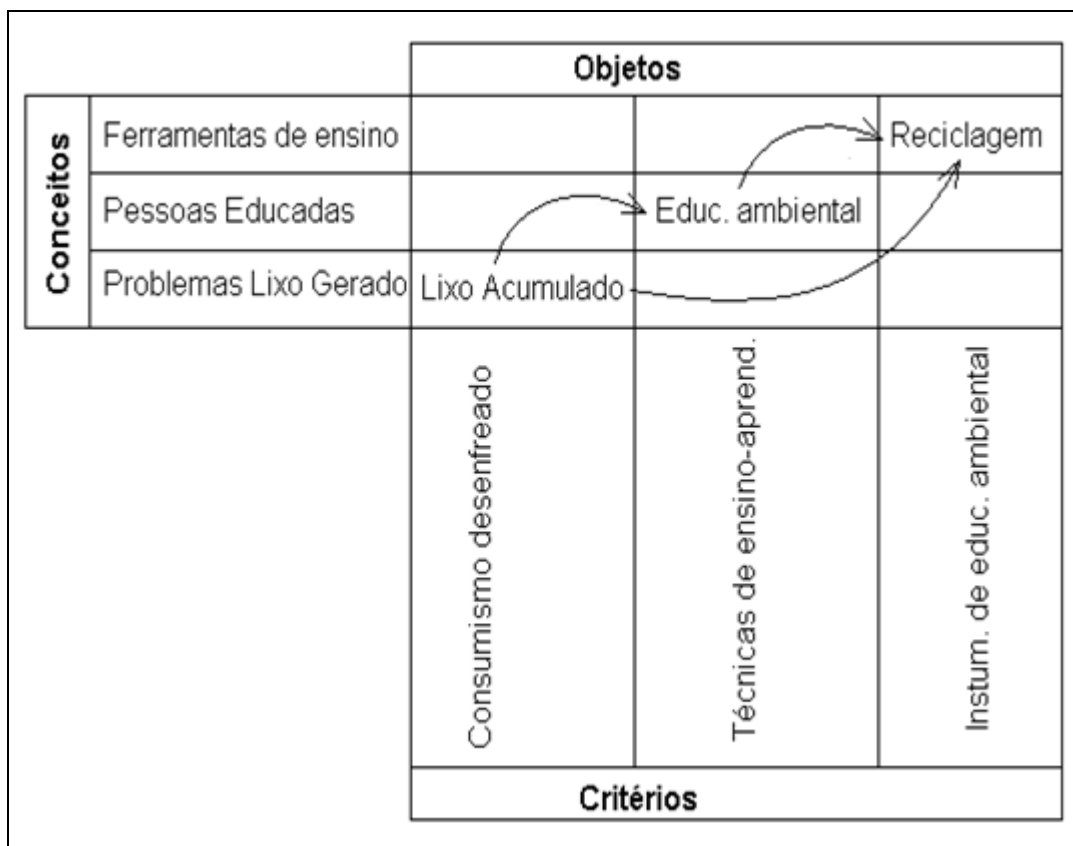 Objetos
Conceitos
Ferramentas de ensino
Reciclagem
Pessoas Educadas
Educ. ambiental
Problemas Lixo Gerado
Lixo Acumulado
Consumismo desenfreado
Técnicas de ensino-aprend.
Instum. de educ. ambiental
Critérios